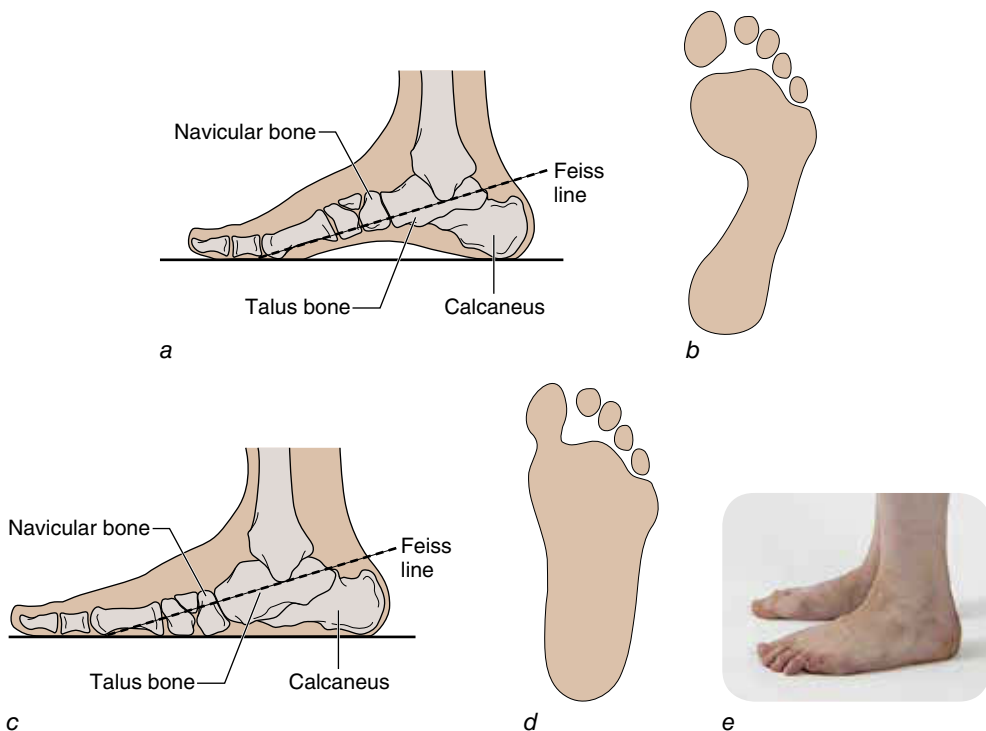 Navicular bone
Feiss
line
Talus bone
Calcaneus
a
b
Navicular bone
Feiss
line
Talus bone
Calcaneus
c
d
e